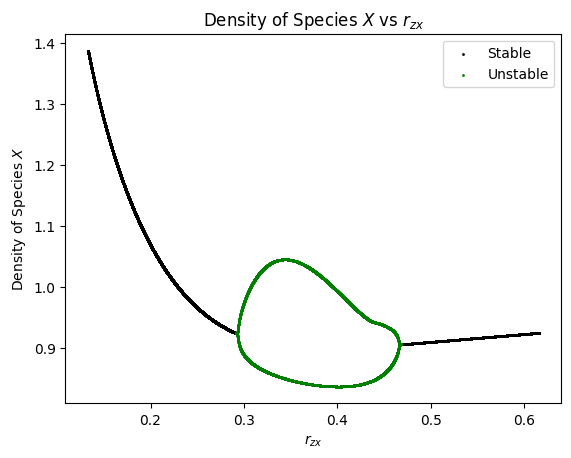 Density of Species X vs r_zx
Stable
Unstable
Density of Species X
1.4
1.3
1.2
1.1
1.0
0.9
0.2 0.3 0.4 0.5 0.6
r_zx